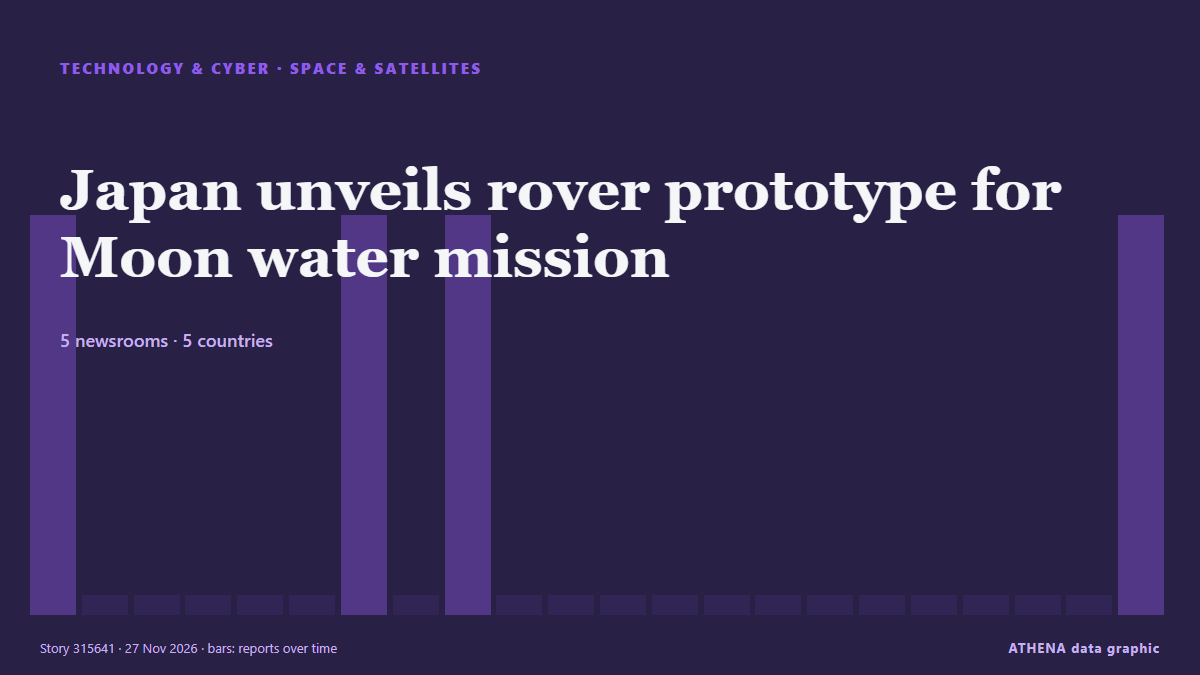 TECHNOLOGY & CYBER · SPACE & SATELLITES
Japan unveils rover prototype for
Moon water mission
5 newsrooms · 5 countries
Story 315641 · 27 Nov 2026 · bars: reports over time
ATHENA data graphic